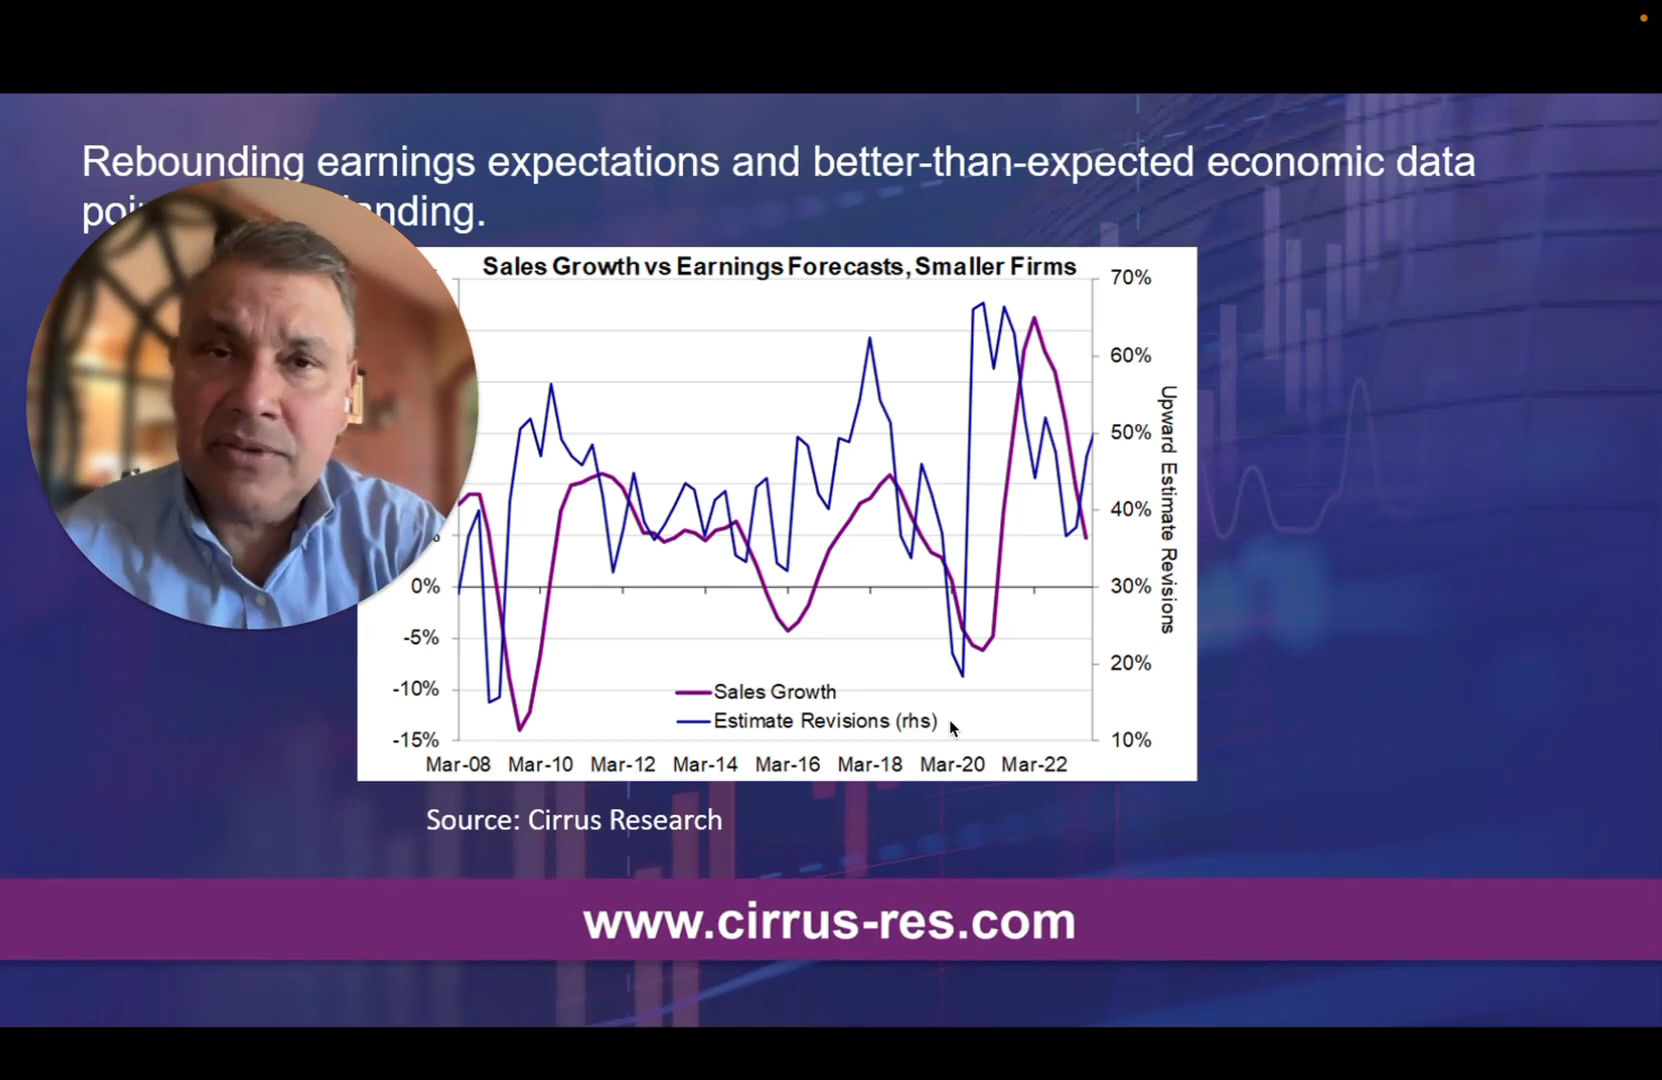 Rebounding earnings expectations and better-than-expected economic data
landing.
Sales Growth vs Earnings Forecasts, Smaller Firms
70%
60%
50%
40%
0%
30%
-5%
20%
-10%
-15%
10%
Upward Estimate Revisions
Sales Growth
Estimate Revisions (rhs)
Mar-08 Mar-10 Mar-12 Mar-14 Mar-16 Mar-18 Mar-20 Mar-22
Source: Cirrus Research
www.cirrus-res.com